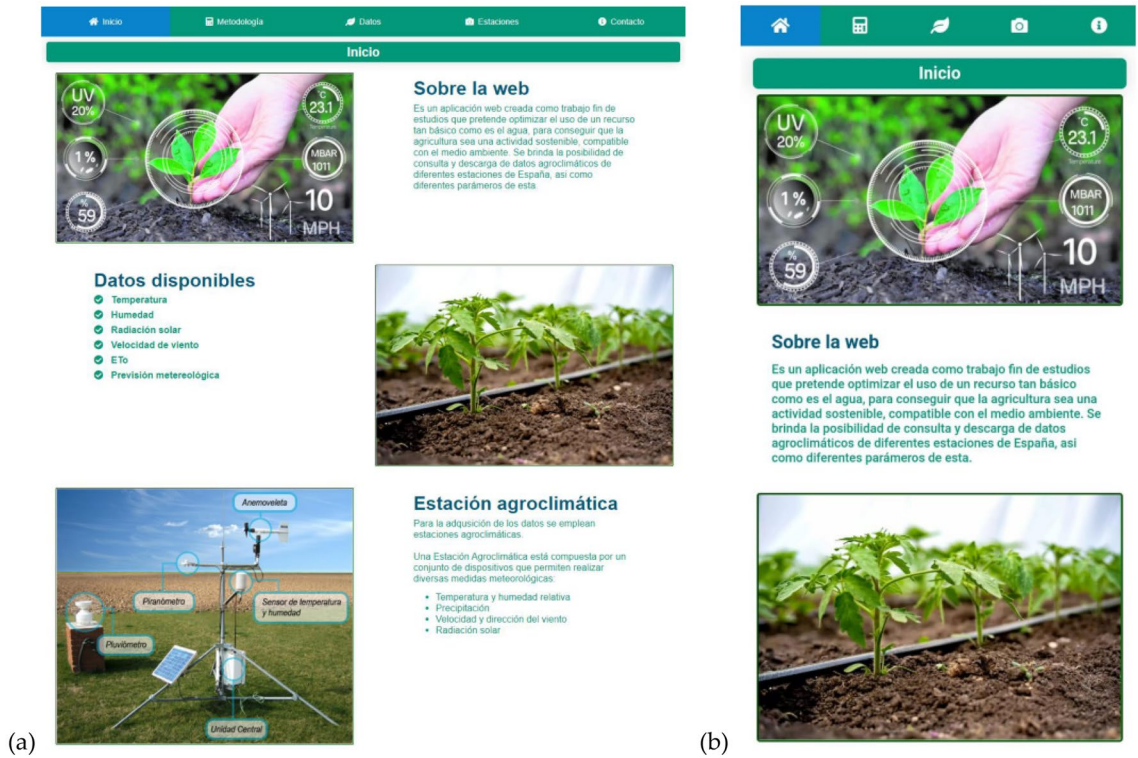 Inicio
Metodología
Datos
Estaciones
Contacto
Inicio
UV
20%
°C
23.1
Temperature
1 %
MBAR
1011
%
59
10
MPH
Sobre la web
Es un aplicación web creada como trabajo fin de
estudios que pretende optimizar el uso de un recurso
tan básico como es el agua, para conseguir que la
agricultura sea una actividad sostenible, compatible
con el medio ambiente. Se brinda la posibilidad de
consulta y descarga de datos agroclimáticos de
diferentes estaciones de España, asi como
diferentes parámeros de esta.
Datos disponibles
Temperatura
Humedad
Radiación solar
Velocidad de viento
ETo
Previsión metereológica
Anemoveleta
Piranómetro
Sensor de temperatura
y humedad
Pluviómetro
Unidad Central
Estación agroclimática
Para la adqusición de los datos se emplean
estaciones agroclimáticas.
Una Estación Agroclimática está compuesta por un
conjunto de dispositivos que permiten realizar
diversas medidas meteorológicas:
Temperatura y humedad relativa
Precipitación
Velocidad y dirección del viento
Radiación solar
(a)
Inicio
UV
20%
°C
23.1
Temperature
1 %
MBAR
1011
%
59
10
MPH
Sobre la web
Es un aplicación web creada como trabajo fin de estudios
que pretende optimizar el uso de un recurso tan básico
como es el agua, para conseguir que la agricultura sea una
actividad sostenible, compatible con el medio ambiente. Se
brinda la posibilidad de consulta y descarga de datos
agroclimáticos de diferentes estaciones de España, asi
como diferentes parámeros de esta.
(b)